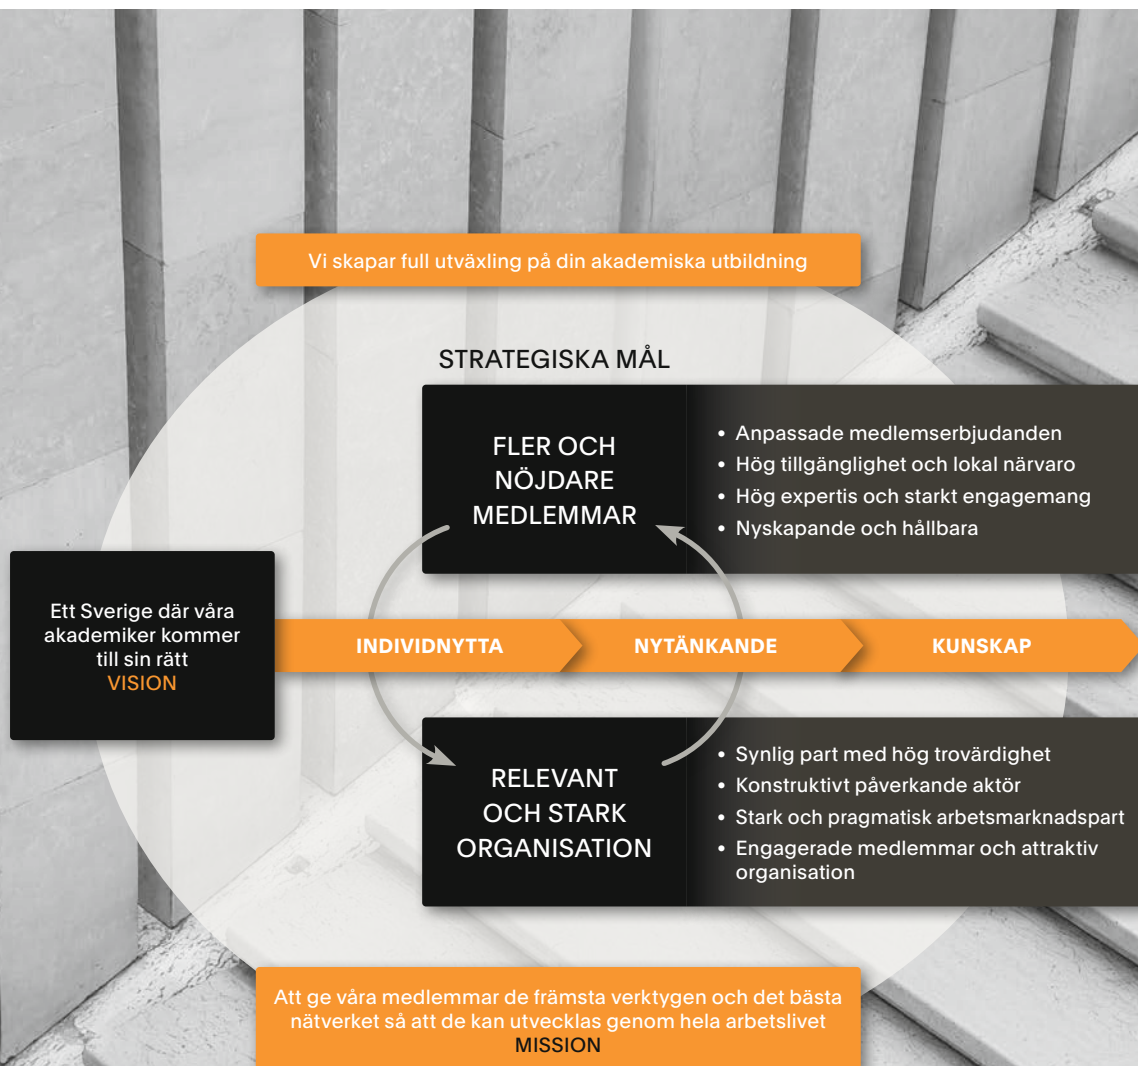 Vi skapar full utväxling på din akademiska utbildning
STRATEGISKA MÅL
FLER OCH
NÖJDARE
MEDLEMMAR
• Anpassade medlemserbjudanden
• Hög tillgänglighet och lokal närvaro
• Hög expertis och starkt engagemang
• Nyskapande och hållbara
Ett Sverige där våra
akademiker kommer
till sin rätt
VISION
INDIVIDNYTTA
NYTÄNKANDE
KUNSKAP
RELEVANT
OCH STARK
ORGANISATION
• Synlig part med hög trovärdighet
• Konstruktivt påverkande aktör
• Stark och pragmatisk arbetsmarknadspart
• Engagerade medlemmar och attraktiv
organisation
Att ge våra medlemmar de främsta verktygen och det bästa
nätverket så att de kan utvecklas genom hela arbetslivet
MISSION